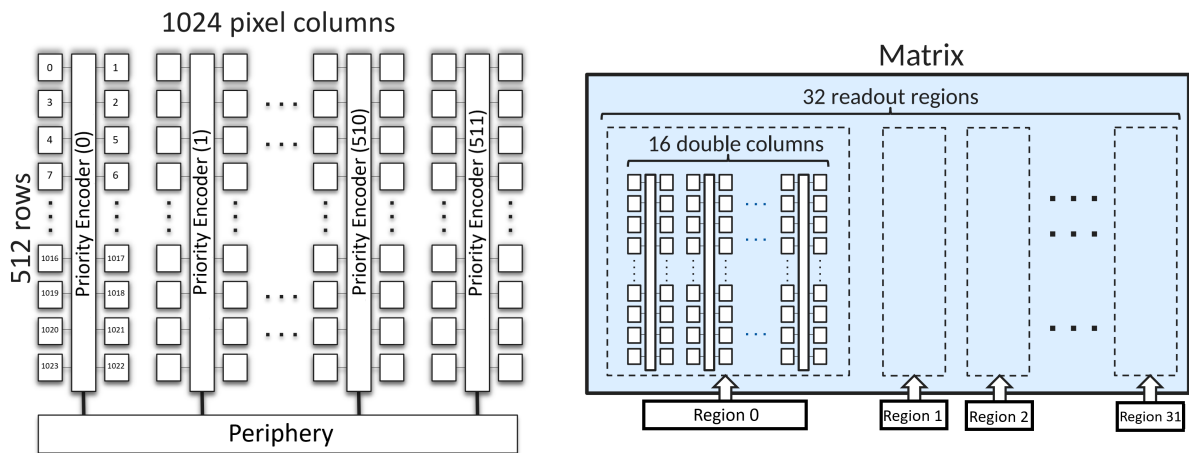 1024 pixel columns
512 rows
0
1
3
2
4
5
7
6
1016
1017
1019
1018
1020
1021
1023
1022
Priority Encoder (0)
Priority Encoder (1)
Priority Encoder (510)
Priority Encoder (511)
Periphery
Matrix
32 readout regions
16 double columns
Region 0
Region 1
Region 2
Region 31